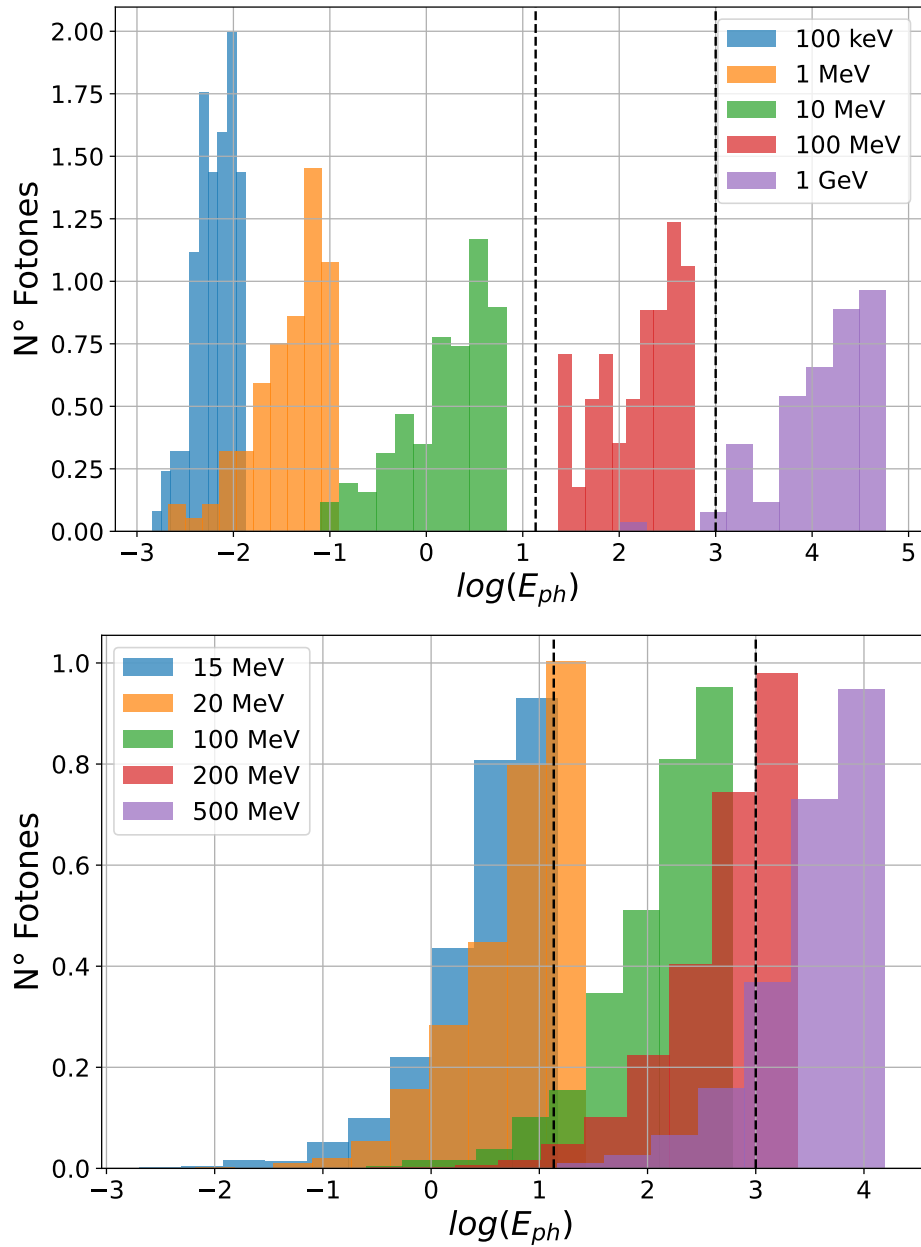 N° Fotones
2.00
1.75
1.50
1.25
1.00
0.75
0.50
0.25
0.00
100 keV
1 MeV
10 MeV
100 MeV
1 GeV
−3 −2 −1 0 1 2 3 4 5
log(E_ph)
N° Fotones
1.0
0.8
0.6
0.4
0.2
0.0
15 MeV
20 MeV
100 MeV
200 MeV
500 MeV
−3 −2 −1 0 1 2 3 4
log(E_ph)